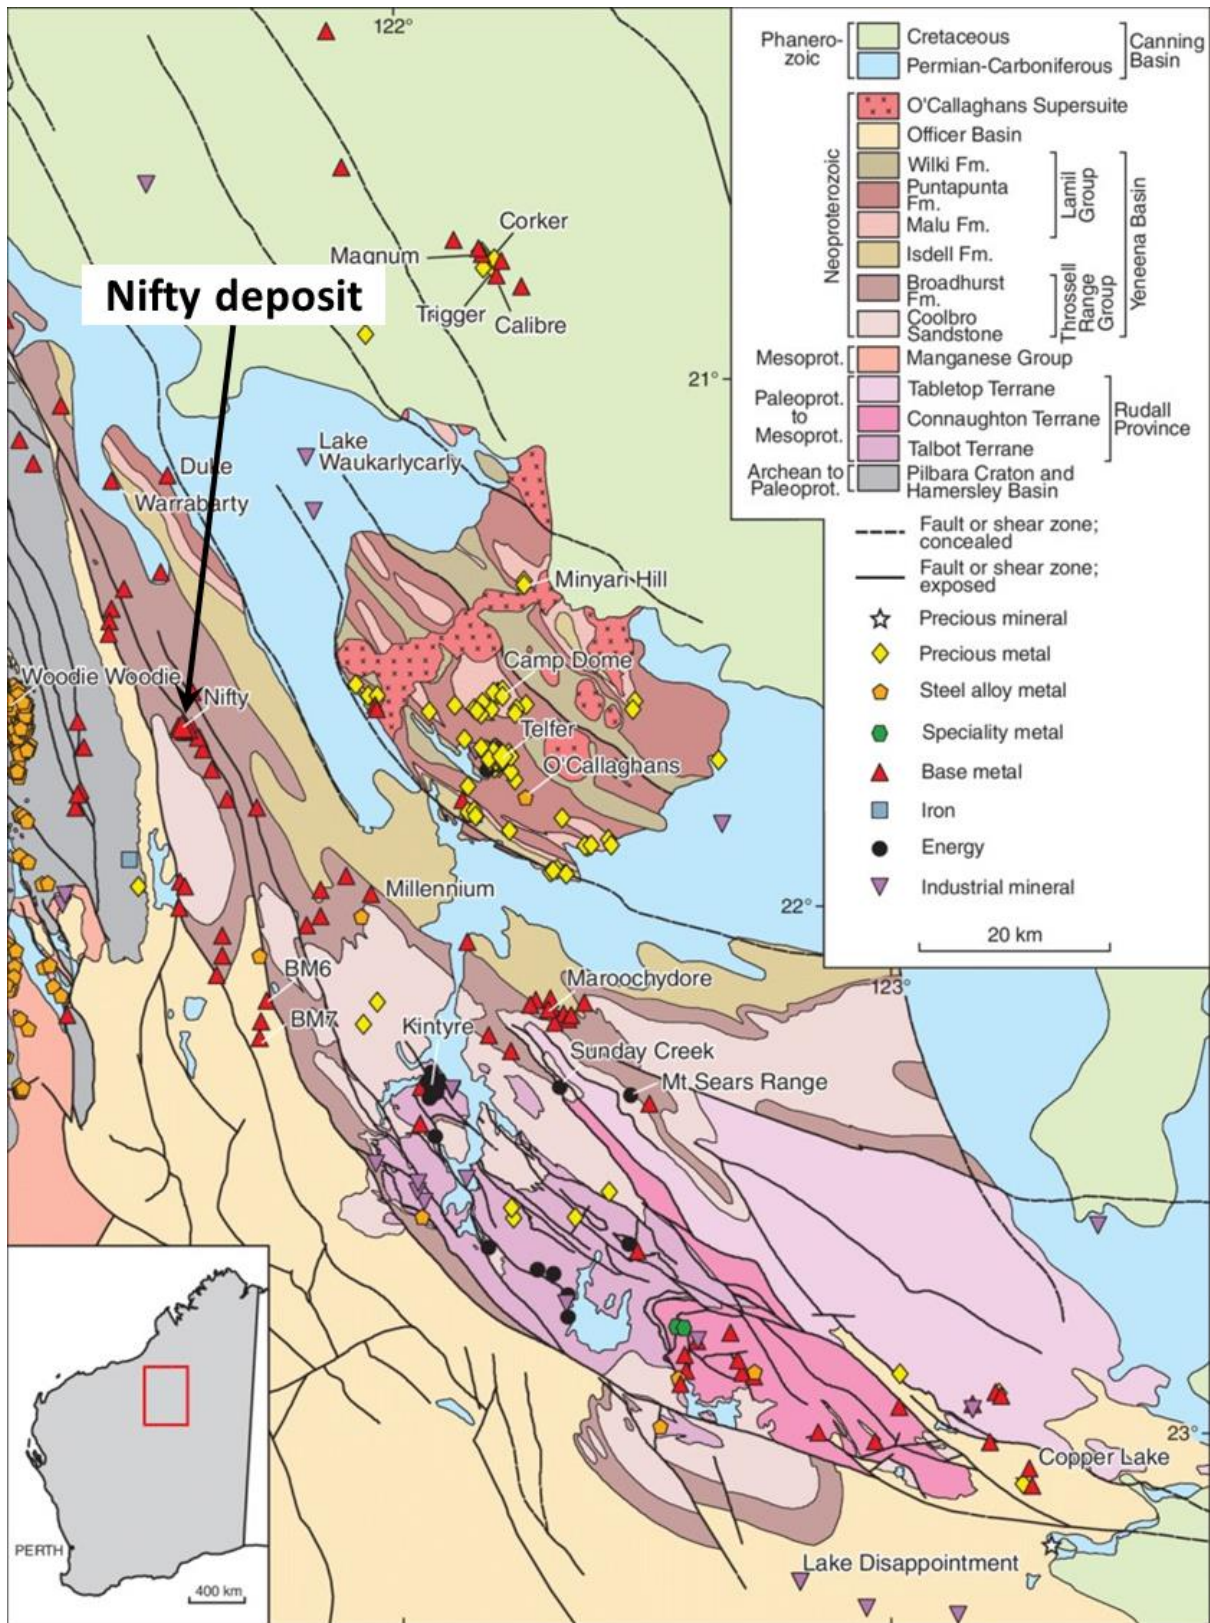 122°
Phanero-
zoic
Cretaceous
Permian-Carboniferous
Canning
Basin
Neoproterozoic
O'Callaghans Supersuite
Officer Basin
Wilki Fm.
Puntapunta
Fm.
Malu Fm.
Lamil
Group
Isdell Fm.
Broadhurst
Fm.
Coolbro
Sandstone
Throssell
Range
Group
Yeneena Basin
Mesoprot.
Manganese Group
Paleoprot.
to
Mesoprot.
Tabletop Terrane
Connaughton Terrane
Talbot Terrane
Rudall
Province
Archean to
Paleoprot.
Pilbara Craton and
Hamersley Basin
Fault or shear zone;
concealed
Fault or shear zone;
exposed
Precious mineral
Precious metal
Steel alloy metal
Speciality metal
Base metal
Iron
Energy
Industrial mineral
20 km
Corker
Magnum
Nifty deposit
Trigger
Calibre
21°
Lake
Waukarlycarly
Duke
Warrabarty
Minyari Hill
Camp Dome
Woodie Woodie
Nifty
Telfer
O'Callaghans
Millennium
22°
BM6
Maroochydore
123°
BM7
Kintyre
Sunday Creek
Mt Sears Range
23°
Copper Lake
Lake Disappointment
PERTH
400 km